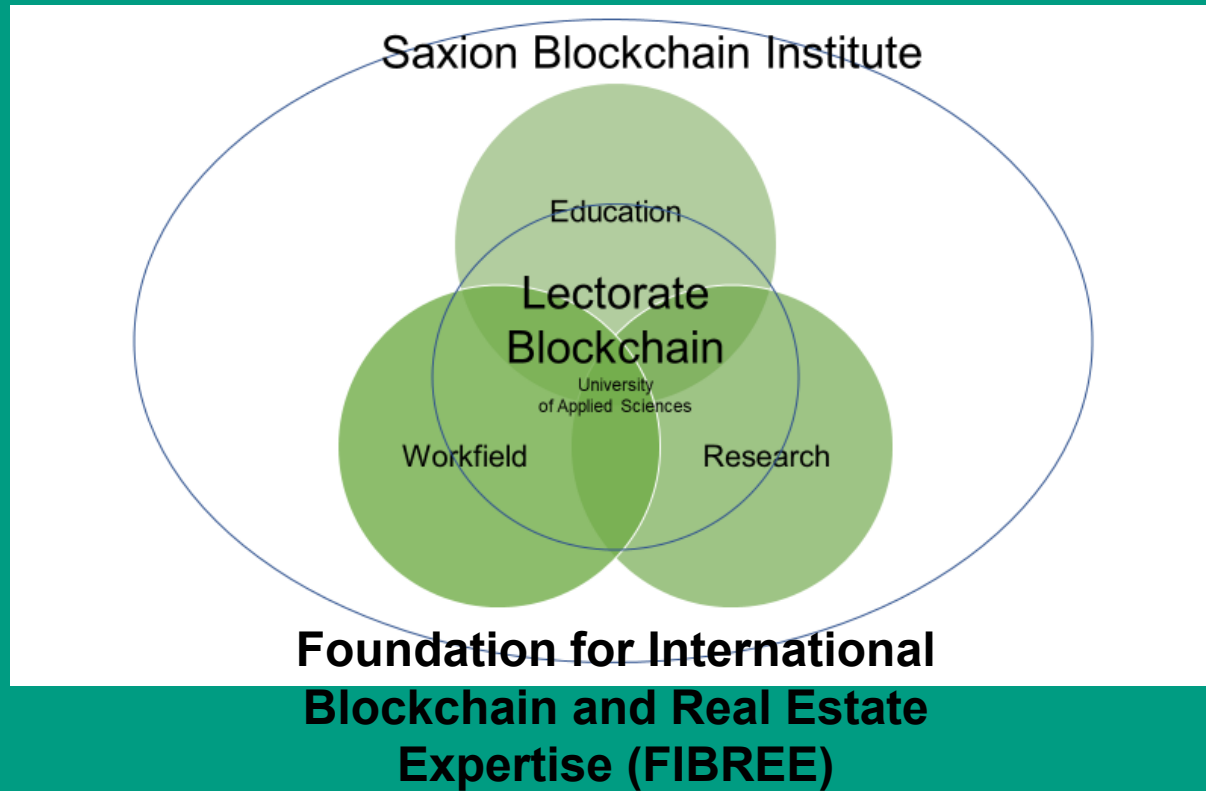 Saxion Blockchain Institute
Education
Lectorate
Blockchain
University
of Applied Sciences
Workfield
Research
Foundation for International
Blockchain and Real Estate
Expertise (FIBREE)